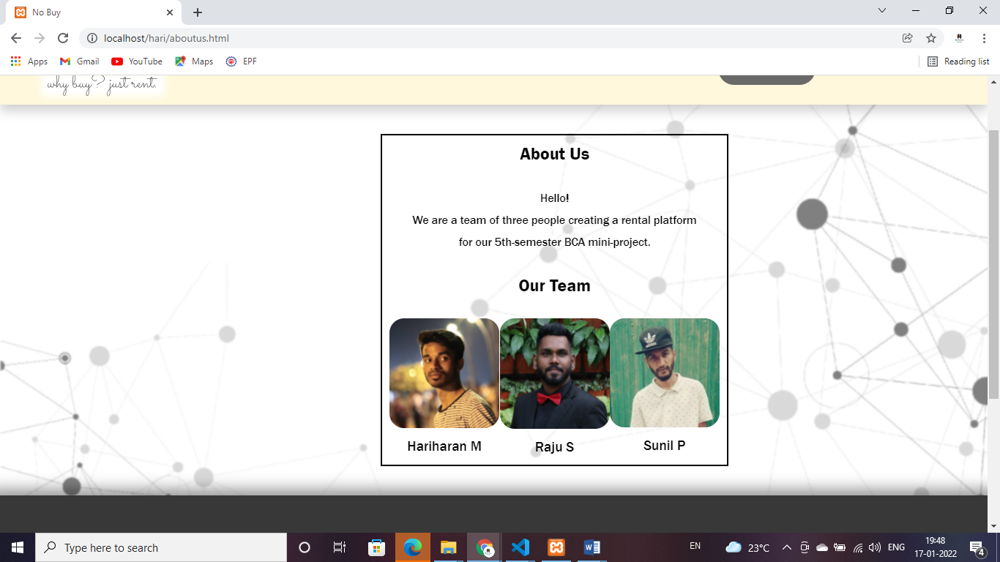 No Buy
localhost/hari/aboutus.html
Apps Gmail YouTube Maps EPF Reading list
why buy? just rent.
About Us
Hello!
We are a team of three people creating a rental platform
for our 5th-semester BCA mini-project.
Our Team
Hariharan M Raju S Sunil P
Type here to search
EN 23°C ENG 19:48
17-01-2022
4